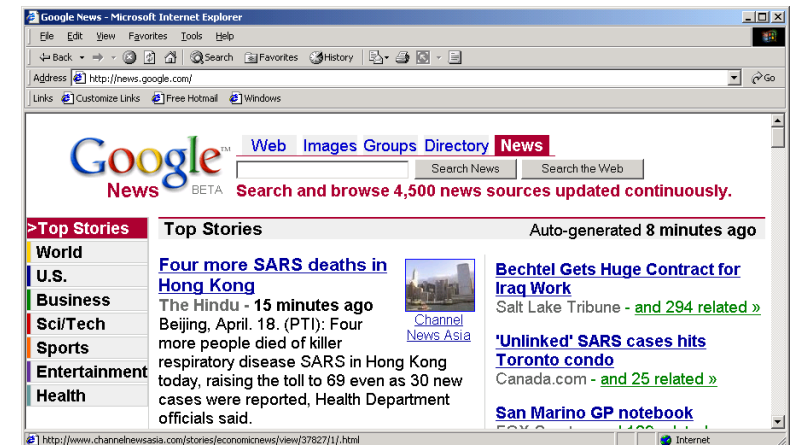 Google News - Microsoft Internet Explorer
File Edit View Favorites Tools Help
Back Search Favorites History
Address http://news.google.com/ Go
Links Customize Links Free Hotmail Windows
Web Images Groups Directory News
Google™
Search News Search the Web
News BETA Search and browse 4,500 news sources updated continuously.
>Top Stories
World
U.S.
Business
Sci/Tech
Sports
Entertainment
Health
Top Stories Auto-generated 8 minutes ago
Four more SARS deaths in
Hong Kong
The Hindu - 15 minutes ago
Beijing, April. 18. (PTI): Four
more people died of killer
respiratory disease SARS in Hong Kong
today, raising the toll to 69 even as 30 new
cases were reported, Health Department
officials said.
Channel
News Asia
Bechtel Gets Huge Contract for
Iraq Work
Salt Lake Tribune - and 294 related »
'Unlinked' SARS cases hits
Toronto condo
Canada.com - and 25 related »
San Marino GP notebook
http://www.channelnewsasia.com/stories/economicnews/view/37827/1/.html Internet